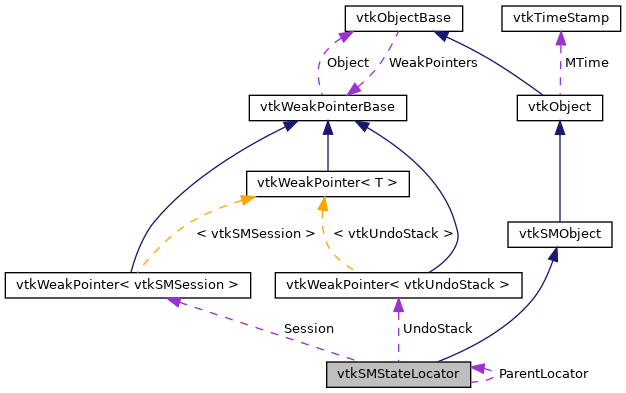 vtkObjectBase
vtkTimeStamp
Object
WeakPointers
MTime
vtkWeakPointerBase
vtkObject
vtkWeakPointer< T >
< vtkSMSession >
< vtkUndoStack >
vtkSMObject
vtkWeakPointer< vtkSMSession >
vtkWeakPointer< vtkUndoStack >
Session
UndoStack
vtkSMStateLocator
ParentLocator